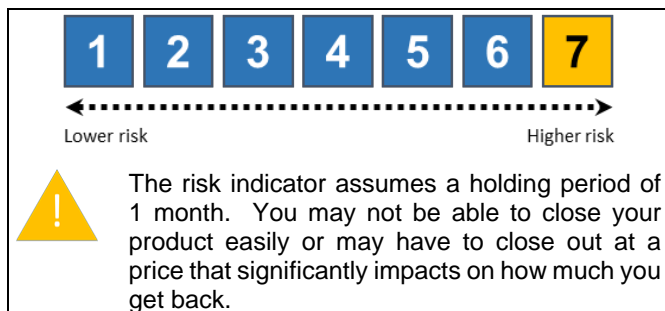 1 2 3 4 5 6 7
Lower risk Higher risk
!
The risk indicator assumes a holding period of
1 month. You may not be able to close your
product easily or may have to close out at a
price that significantly impacts on how much you
get back.